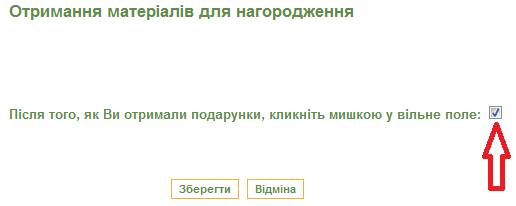 Отримання матеріалів для нагородження
Після того, як Ви отримали подарунки, кликніть мишкою у вільне поле:
Зберегти Відміна